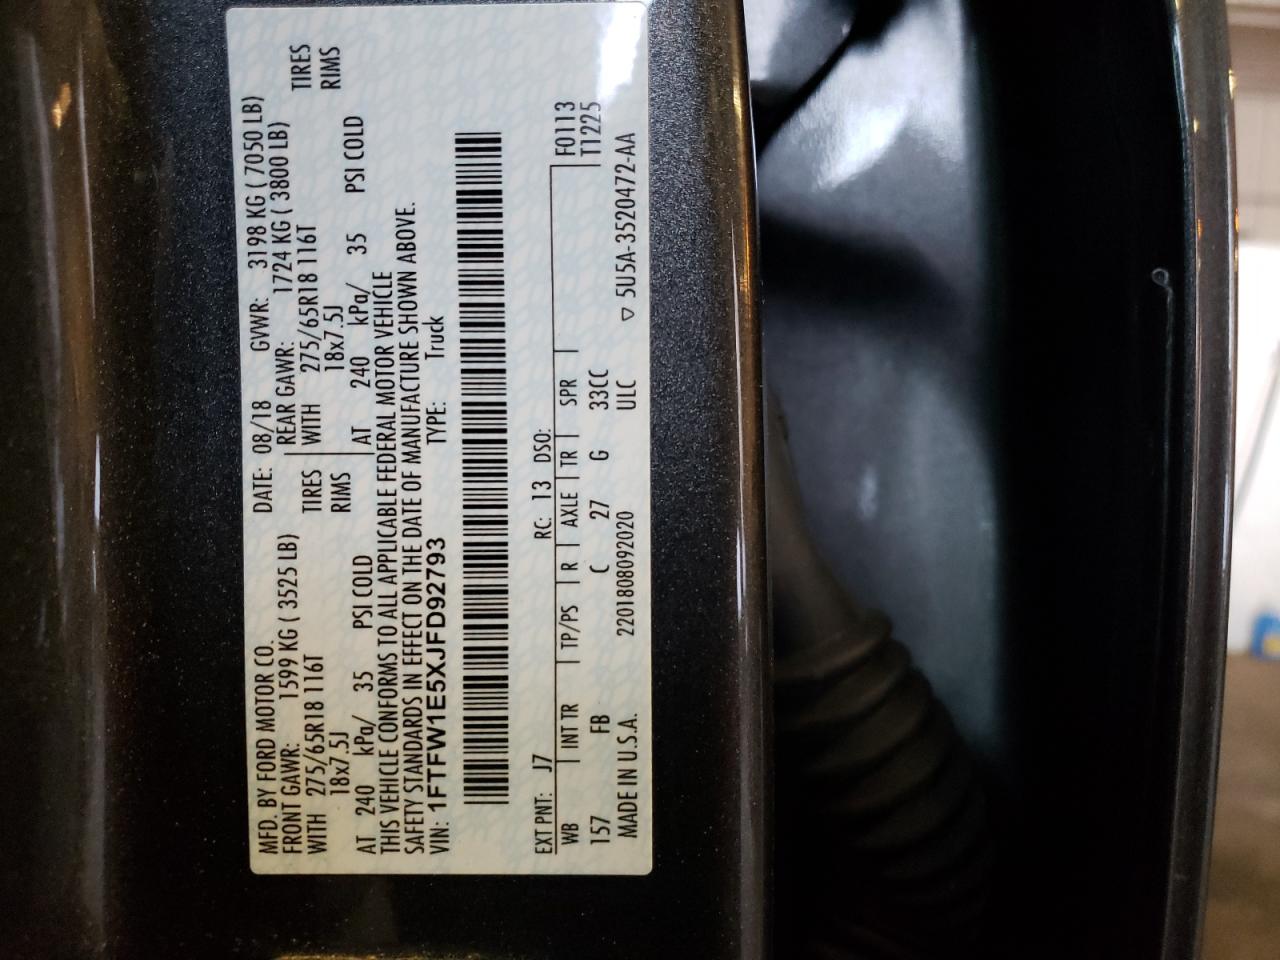 MFD. BY FORD MOTOR CO.
DATE: 08/18 GVWR: 3198 KG ( 7050 LB)
FRONT GAWR: 1599 KG ( 3525 LB)
REAR GAWR: 1724 KG ( 3800 LB)
WITH 275/65R18 116T TIRES
WITH 275/65R18 116T TIRES
18x7.5J RIMS
18x7.5J RIMS
AT 240 kPa/ 35 PSI COLD
AT 240 kPa/ 35 PSI COLD
THIS VEHICLE CONFORMS TO ALL APPLICABLE FEDERAL MOTOR VEHICLE
SAFETY STANDARDS IN EFFECT ON THE DATE OF MANUFACTURE SHOWN ABOVE.
VIN: 1FTFW1E5XJFD92793 TYPE: Truck
EXT PNT: J7 RC: 13 DSO: F0113
WB INT TR TP/PS R AXLE TR SPR T1225
157 FB C 27 G 33CC
MADE IN U.S.A. 2201808092020 ULC ▽ 5U5A-3520472-AA